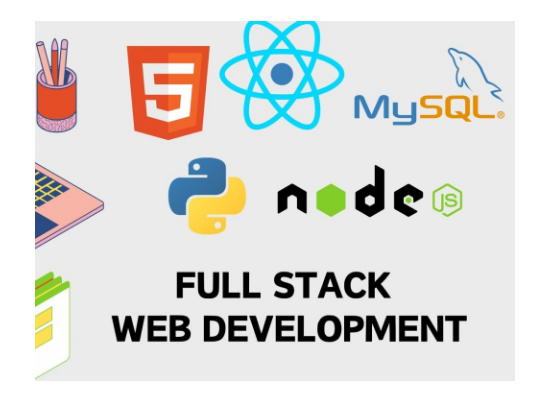 5
MySQL®
node JS
FULL STACK
WEB DEVELOPMENT